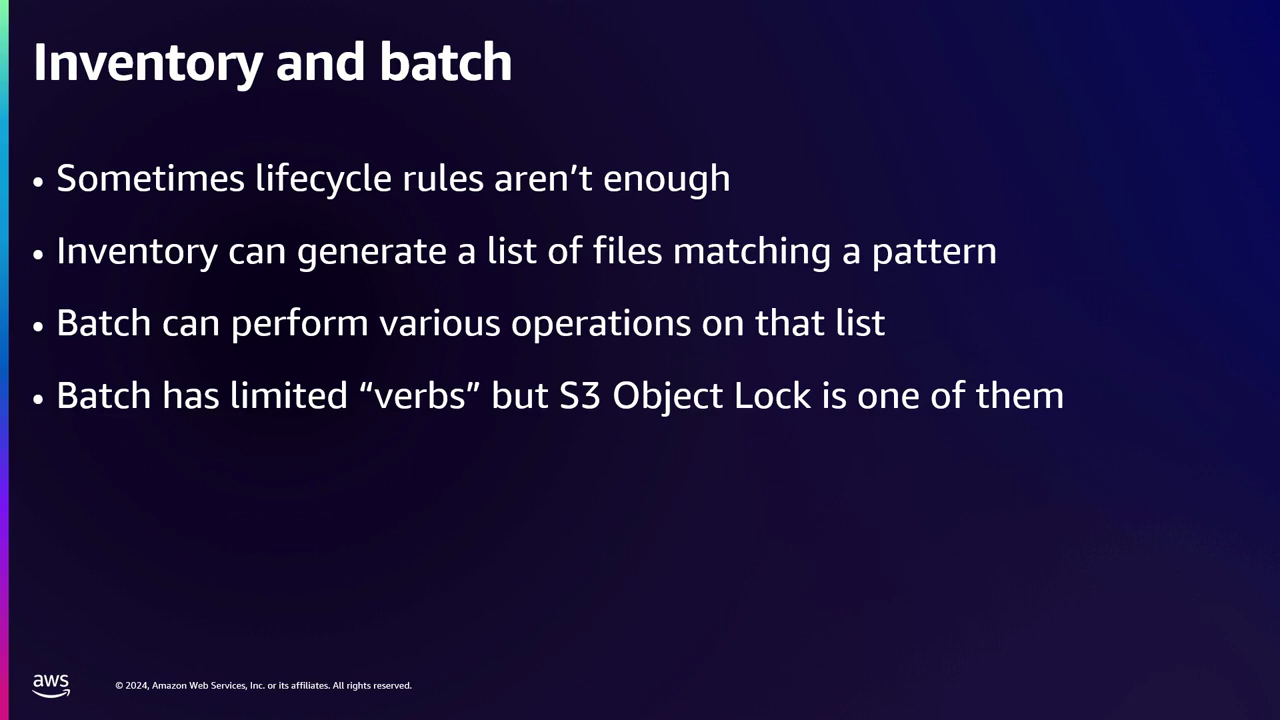 Inventory and batch
• Sometimes lifecycle rules aren’t enough
• Inventory can generate a list of files matching a pattern
• Batch can perform various operations on that list
• Batch has limited “verbs” but S3 Object Lock is one of them
aws
© 2024, Amazon Web Services, Inc. or its affiliates. All rights reserved.